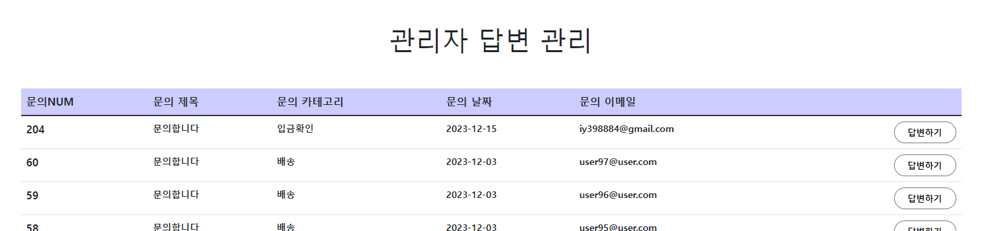 관리자 답변 관리
문의NUM 문의 제목 문의 카테고리 문의 날짜 문의 이메일
204 문의합니다 입금확인 2023-12-15 iy398884@gmail.com 답변하기
60 문의합니다 배송 2023-12-03 user97@user.com 답변하기
59 문의합니다 배송 2023-12-03 user96@user.com 답변하기
58 문의합니다 배송 2023-12-03 user95@user.com 답변하기